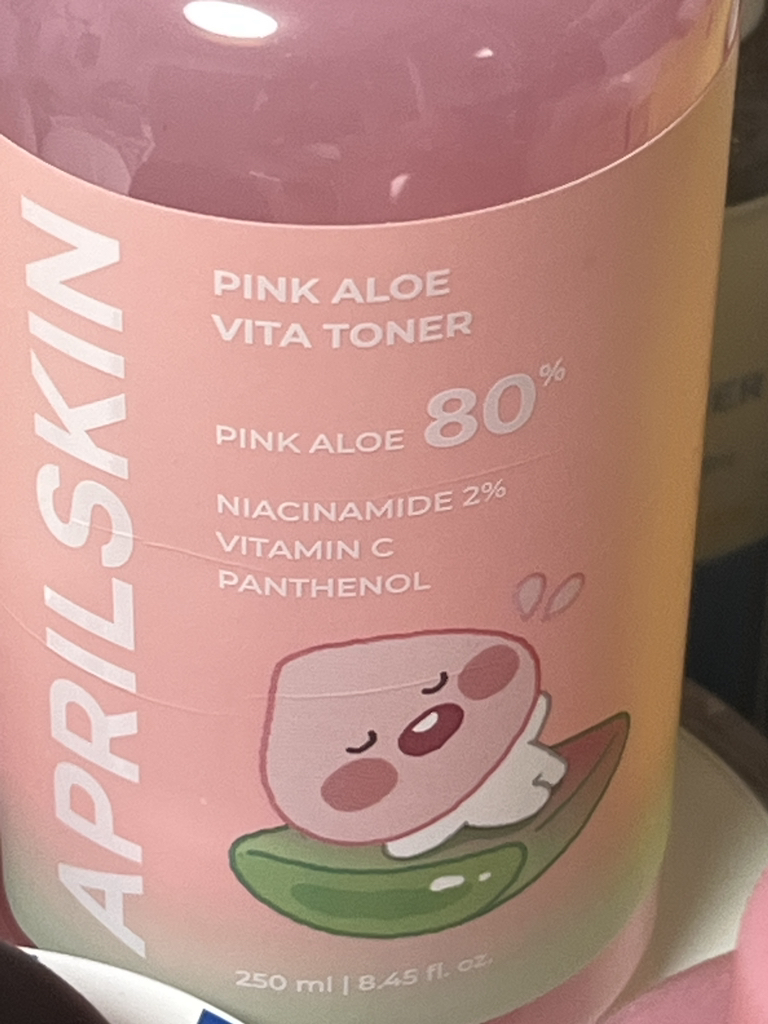 APRILSKIN
PINK ALOE
VITA TONER
PINK ALOE 80%
NIACINAMIDE 2%
VITAMIN C
PANTHENOL
250 ml | 8.45 fl. oz.